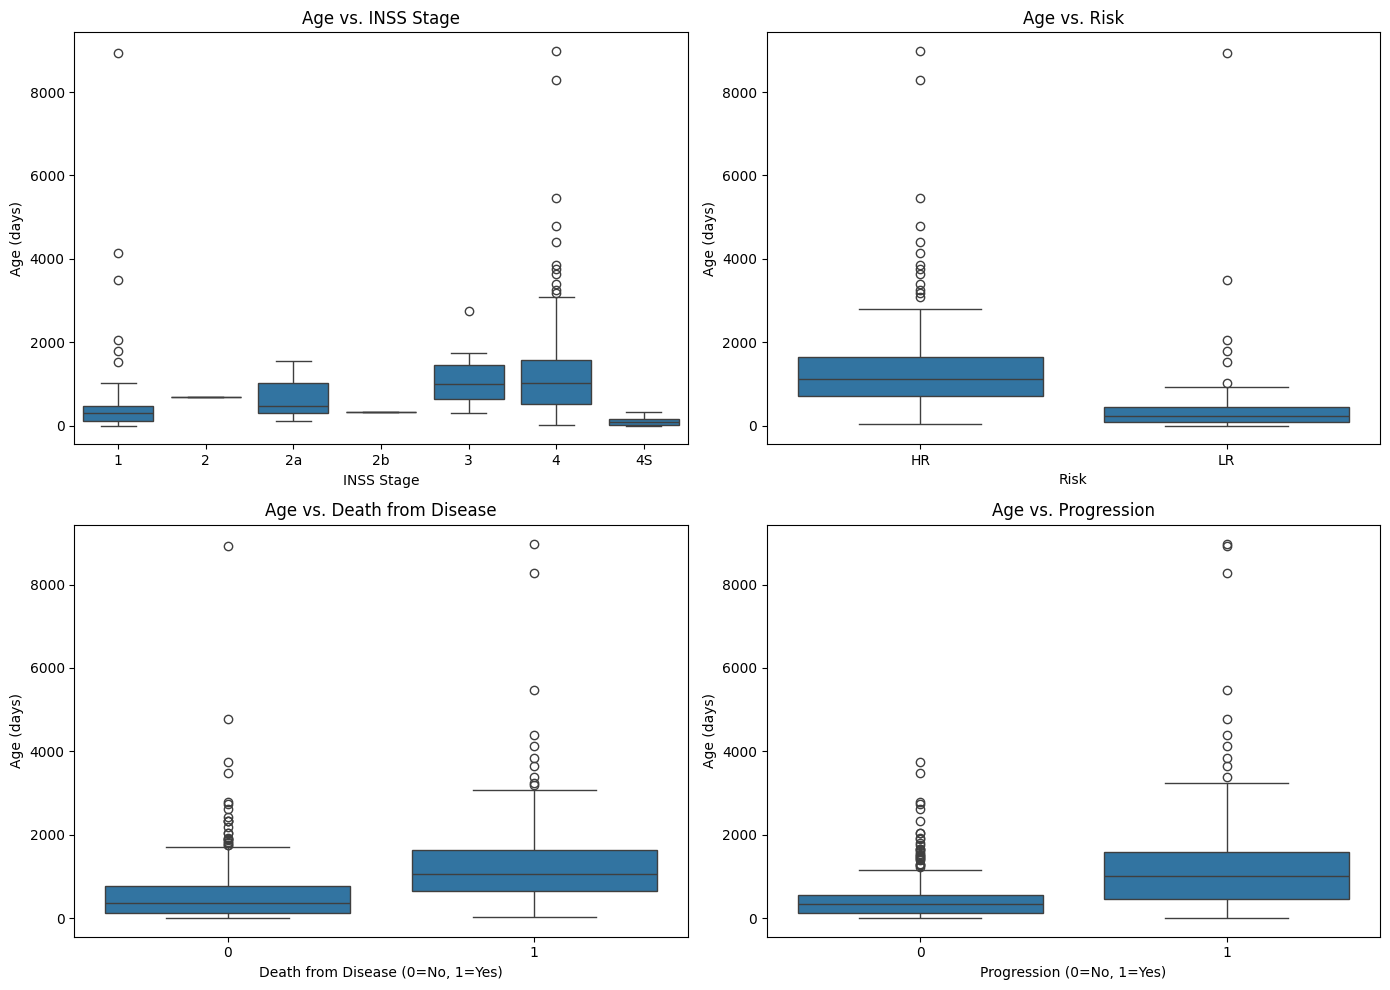 Age vs. INSS Stage
Age (days)
8000
6000
4000
2000
0
1 2 2a 2b 3 4 4S
INSS Stage
Age vs. Risk
Age (days)
8000
6000
4000
2000
0
HR LR
Risk
Age vs. Death from Disease
Age (days)
8000
6000
4000
2000
0
0 1
Death from Disease (0=No, 1=Yes)
Age vs. Progression
Age (days)
8000
6000
4000
2000
0
0 1
Progression (0=No, 1=Yes)